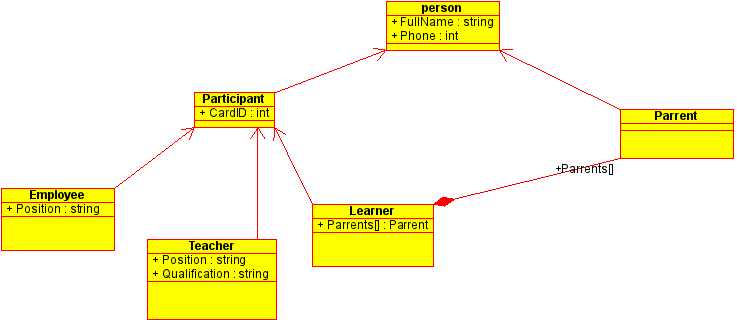 person
+ FullName : string
+ Phone : int
Participant
+ CardID : int
Parrent
+Parrents[]
Employee
+ Position : string
Learner
+ Parrents[] : Parrent
Teacher
+ Position : string
+ Qualification : string